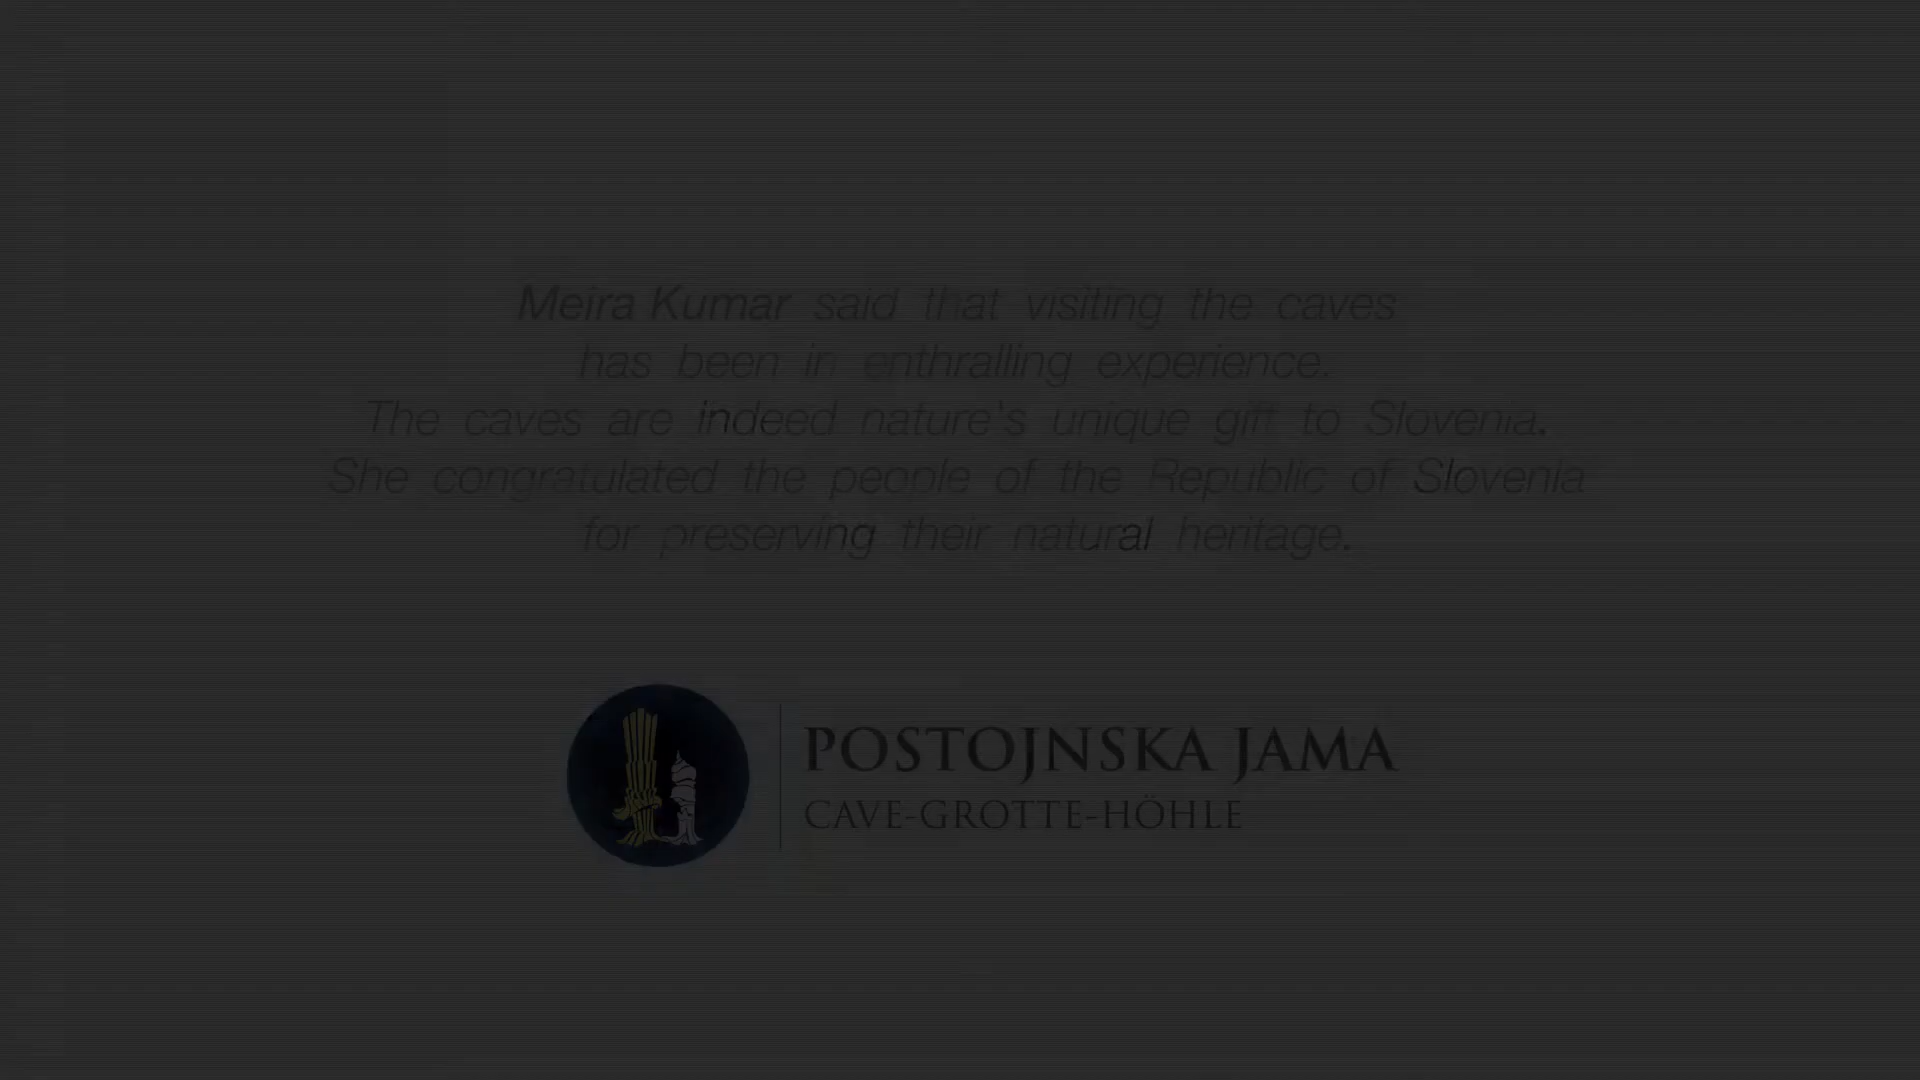 Meira Kumar said that visiting the caves
has been in enthralling experience.
The caves are indeed nature's unique gift to Slovenia.
She congratulated the people of the Republic of Slovenia
for preserving their natural heritage.
POSTOJNSKA JAMA
CAVE-GROTTE-HÖHLE